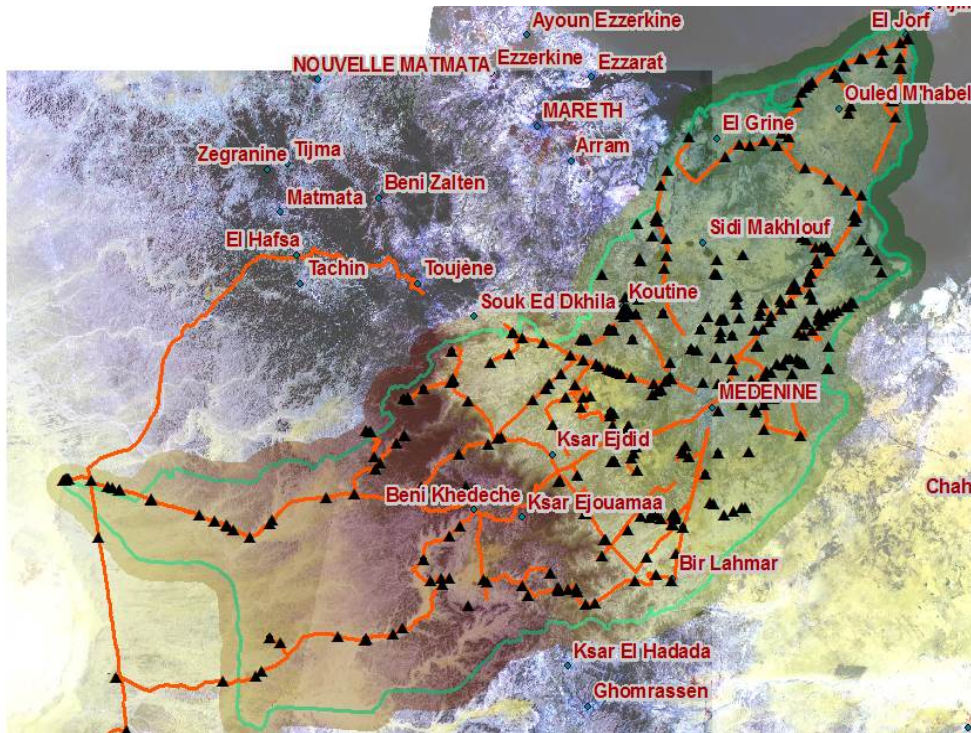 Ayoun Ezzerkine
El Jorf
NOUVELLE MATMATA
Ezzerkine
Ezzarat
Ouled M'habel
MARETH
El Grine
Zegranine
Tijma
Arram
Matmata
Beni Zalten
Sidi Makhlouf
El Hafsa
Tachin
Toujène
Souk Ed Dkhila
Koutine
MEDENINE
Ksar Ejdid
Beni Khedeche
Ksar Ejouamaa
Chah
Bir Lahmar
Ksar El Hadada
Ghomrassen